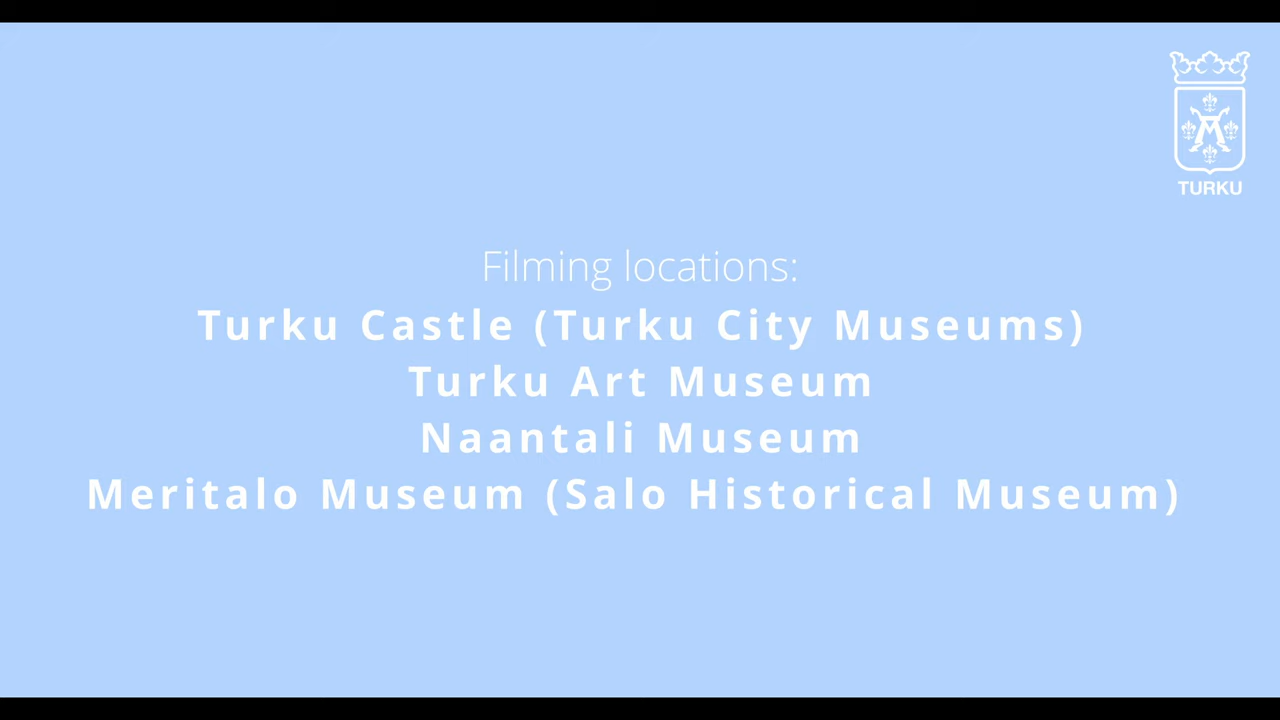 TURKU
Filming locations:
Turku Castle (Turku City Museums)
Turku Art Museum
Naantali Museum
Meritalo Museum (Salo Historical Museum)